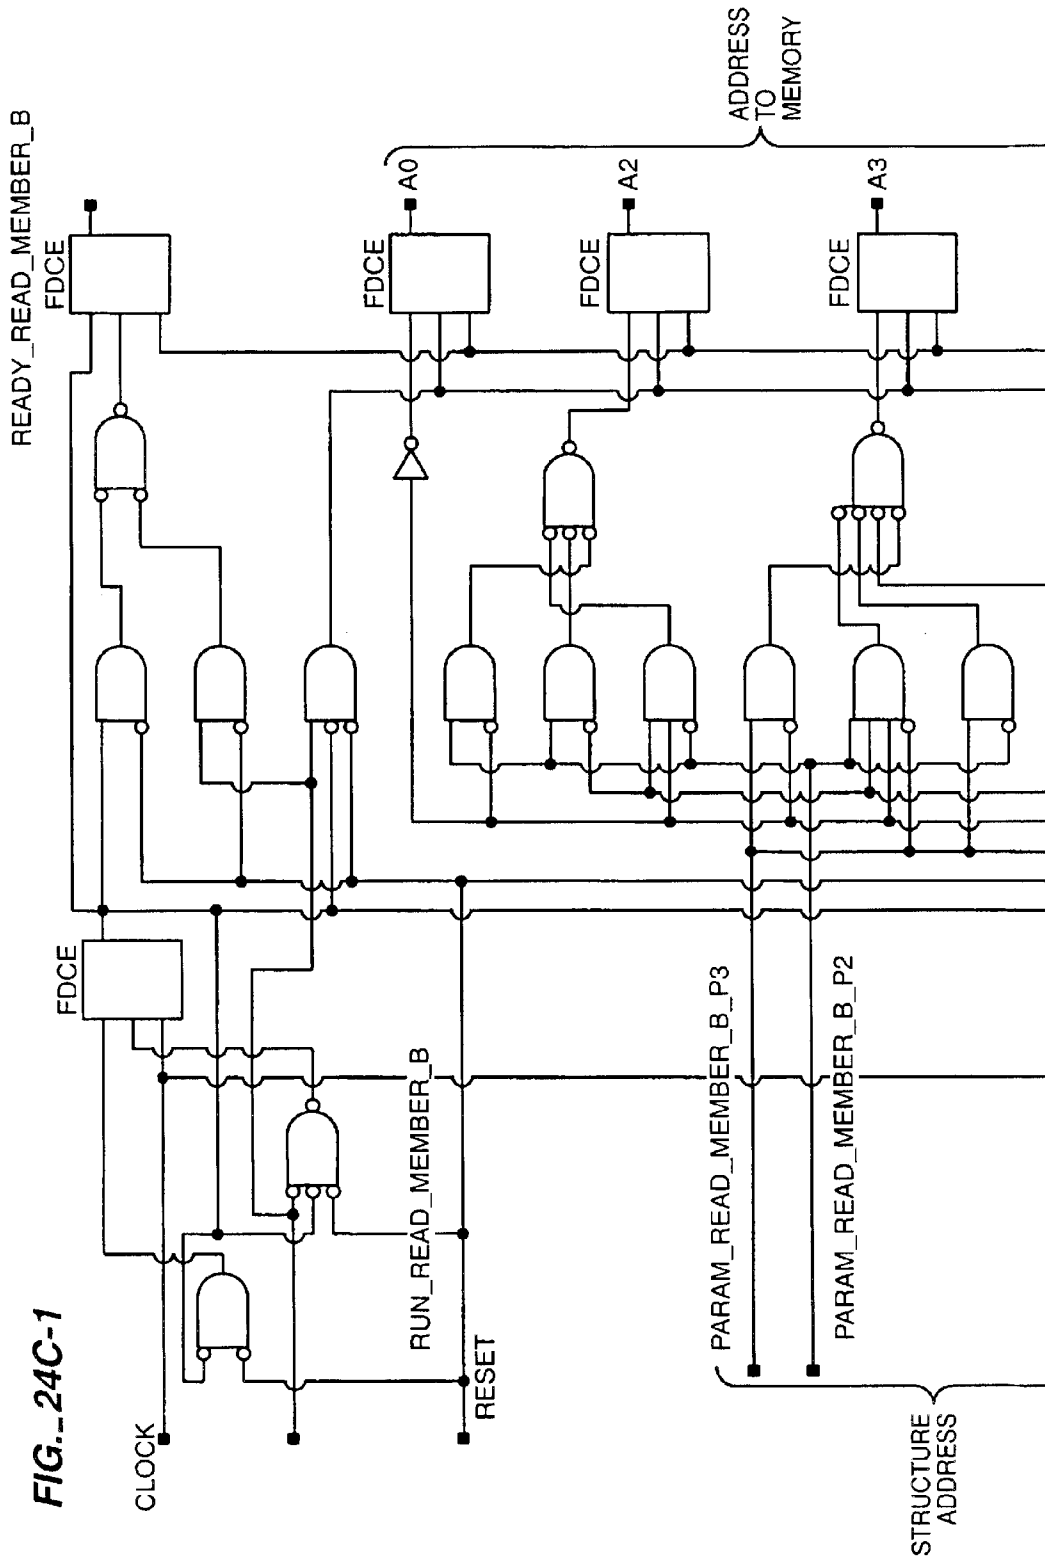 FIG._24C-1
CLOCK
RUN_READ_MEMBER_B
RESET
STRUCTURE
ADDRESS
PARAM_READ_MEMBER_B_P3
PARAM_READ_MEMBER_B_P2
FDCE
READY_READ_MEMBER_B
FDCE
FDCE
A0
FDCE
A2
FDCE
A3
ADDRESS
TO
MEMORY